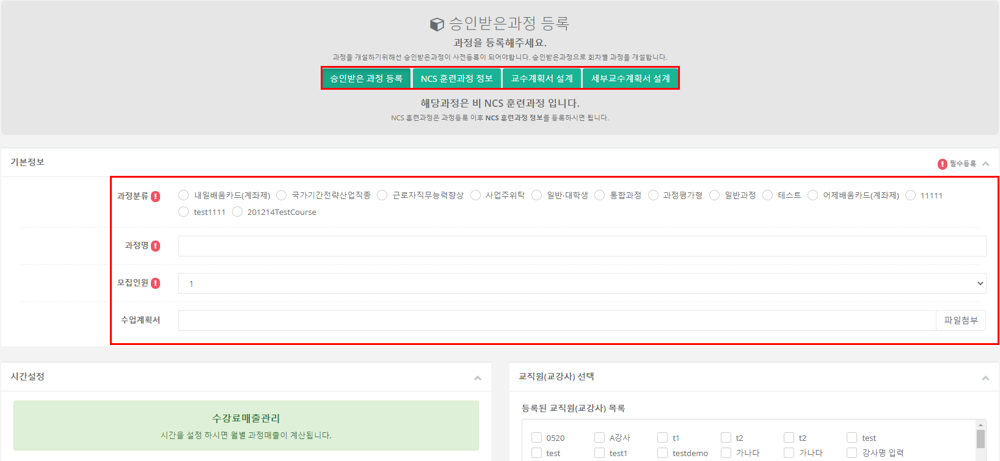 승인받은과정 등록
과정을 등록해주세요.
과정을 개설하기위해선 승인받은과정이 사전등록이 되어야합니다. 승인받은과정으로 회차별 과정을 개설합니다.
승인받은 과정 등록 NCS 훈련과정 정보 교수계획서 설계 세부교수계획서 설계
해당과정은 비 NCS 훈련과정 입니다.
NCS 훈련과정은 과정등록 이후 NCS 훈련과정 정보를 등록하시면 됩니다.
기본정보 ! 필수등록
과정분류 ! 내일배움카드(계좌제) 국가기간전략산업직종 근로자직무능력향상 사업주위탁 일반·대학생 통합과정 과정평가형 일반과정 테스트 어제배움카드(계좌제) 11111
test1111 201214TestCourse
과정명 !
모집인원 ! 1
수업계획서 파일첨부
시간설정
수강료매출관리
시간을 설정 하시면 월별 과정매출이 계산됩니다.
교직원(교강사) 선택
등록된 교직원(교강사) 목록
0520 A강사 t1 t2 t2 test
test test1 testdemo 가나다 가나다 강사명 입력